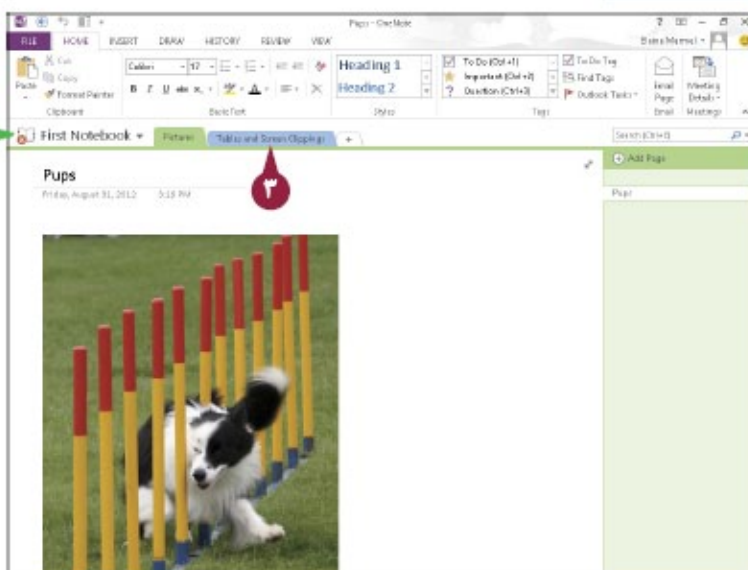 Pups - OneNote
FILE HOME INSERT DRAW HISTORY REVIEW VIEW Elaine Marmel
Cut
Copy
Format Painter
Paste
Calibri 17
Heading 1
Heading 2
To Do (Ctrl+1)
Important (Ctrl+2)
Question (Ctrl+3)
To Do Tag
Find Tags
Outlook Tasks
Email Page
Meeting Details
Clipboard Basic Text Styles Tags Email Meetings
First Notebook Pictures Tables and Screen Clippings Search (Ctrl+E)
٣
Add Page
Pups
Pups
Friday, August 31, 2012